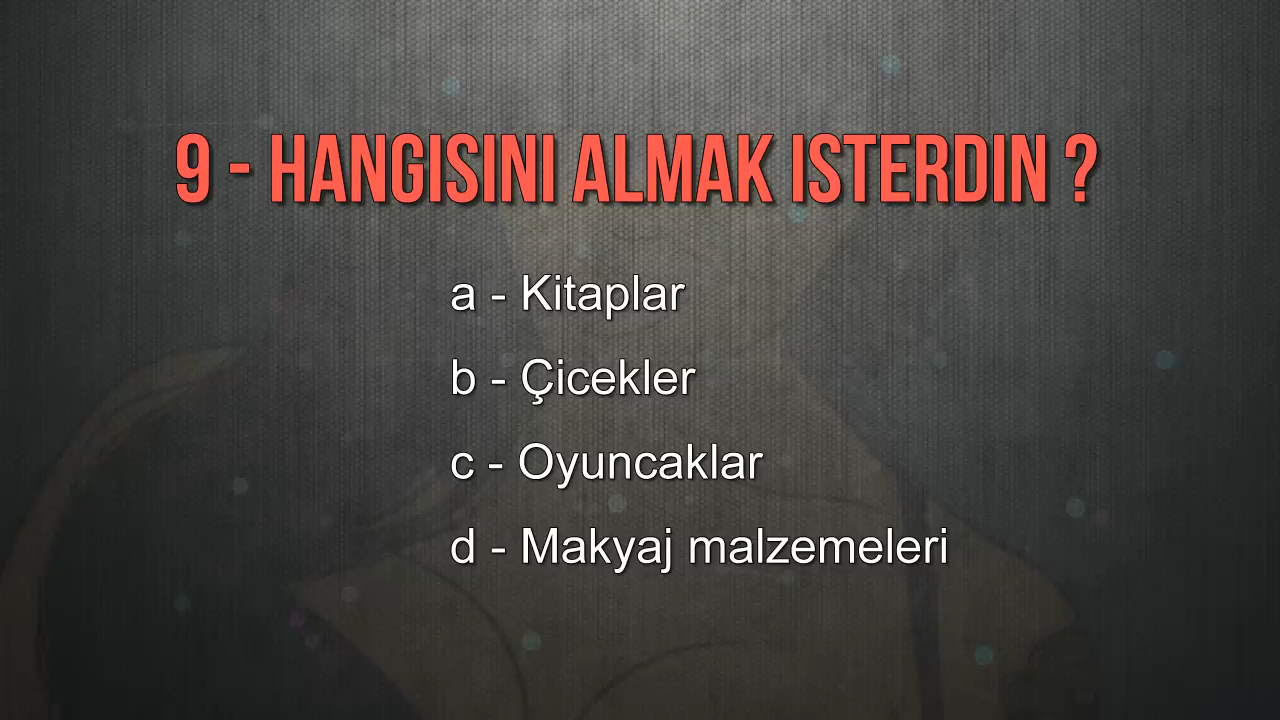 9 - HANGISINI ALMAK ISTERDIN ?
a - Kitaplar
b - Çicekler
c - Oyuncaklar
d - Makyaj malzemeleri